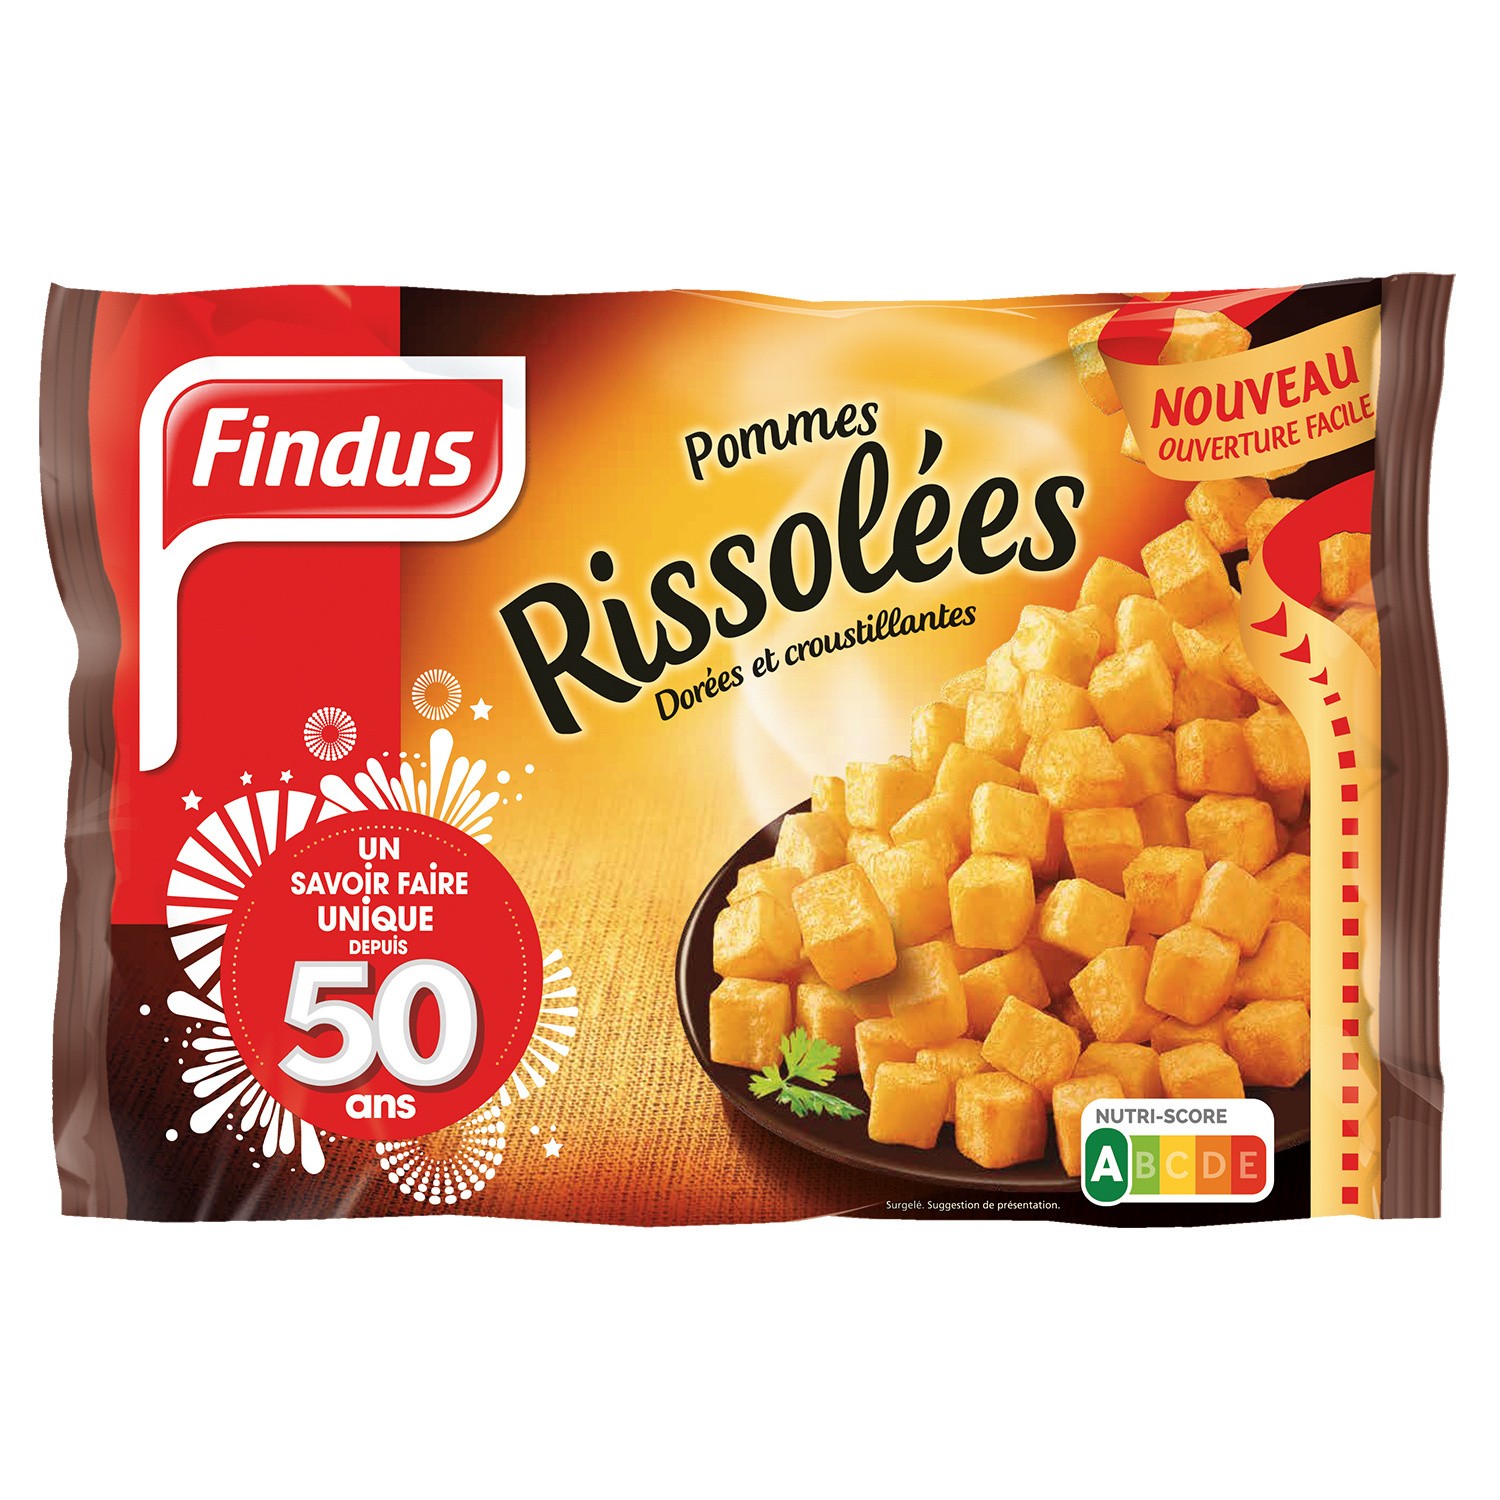 Findus
Pommes
Rissolées
Dorées et croustillantes
NOUVEAU
OUVERTURE FACILE
UN
SAVOIR FAIRE
UNIQUE
DEPUIS
50
ans
NUTRI-SCORE
A B C D E
Surgelé. Suggestion de présentation.